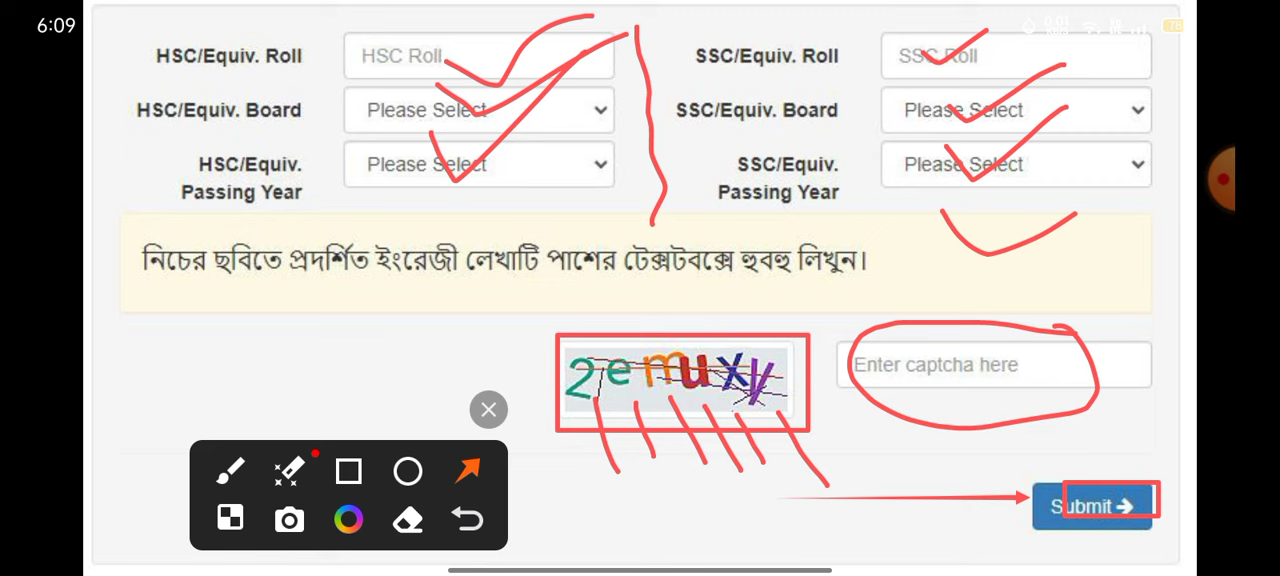 6:09
78
HSC/Equiv. Roll HSC Roll SSC/Equiv. Roll SSC Roll
HSC/Equiv. Board Please Select SSC/Equiv. Board Please Select
HSC/Equiv. Please Select SSC/Equiv. Please Select
Passing Year Passing Year
নিচের ছবিতে প্রদর্শিত ইংরেজী লেখাটি পাশের টেক্সটবক্সে হুবহু লিখুন।
2emuxy Enter captcha here
Submit